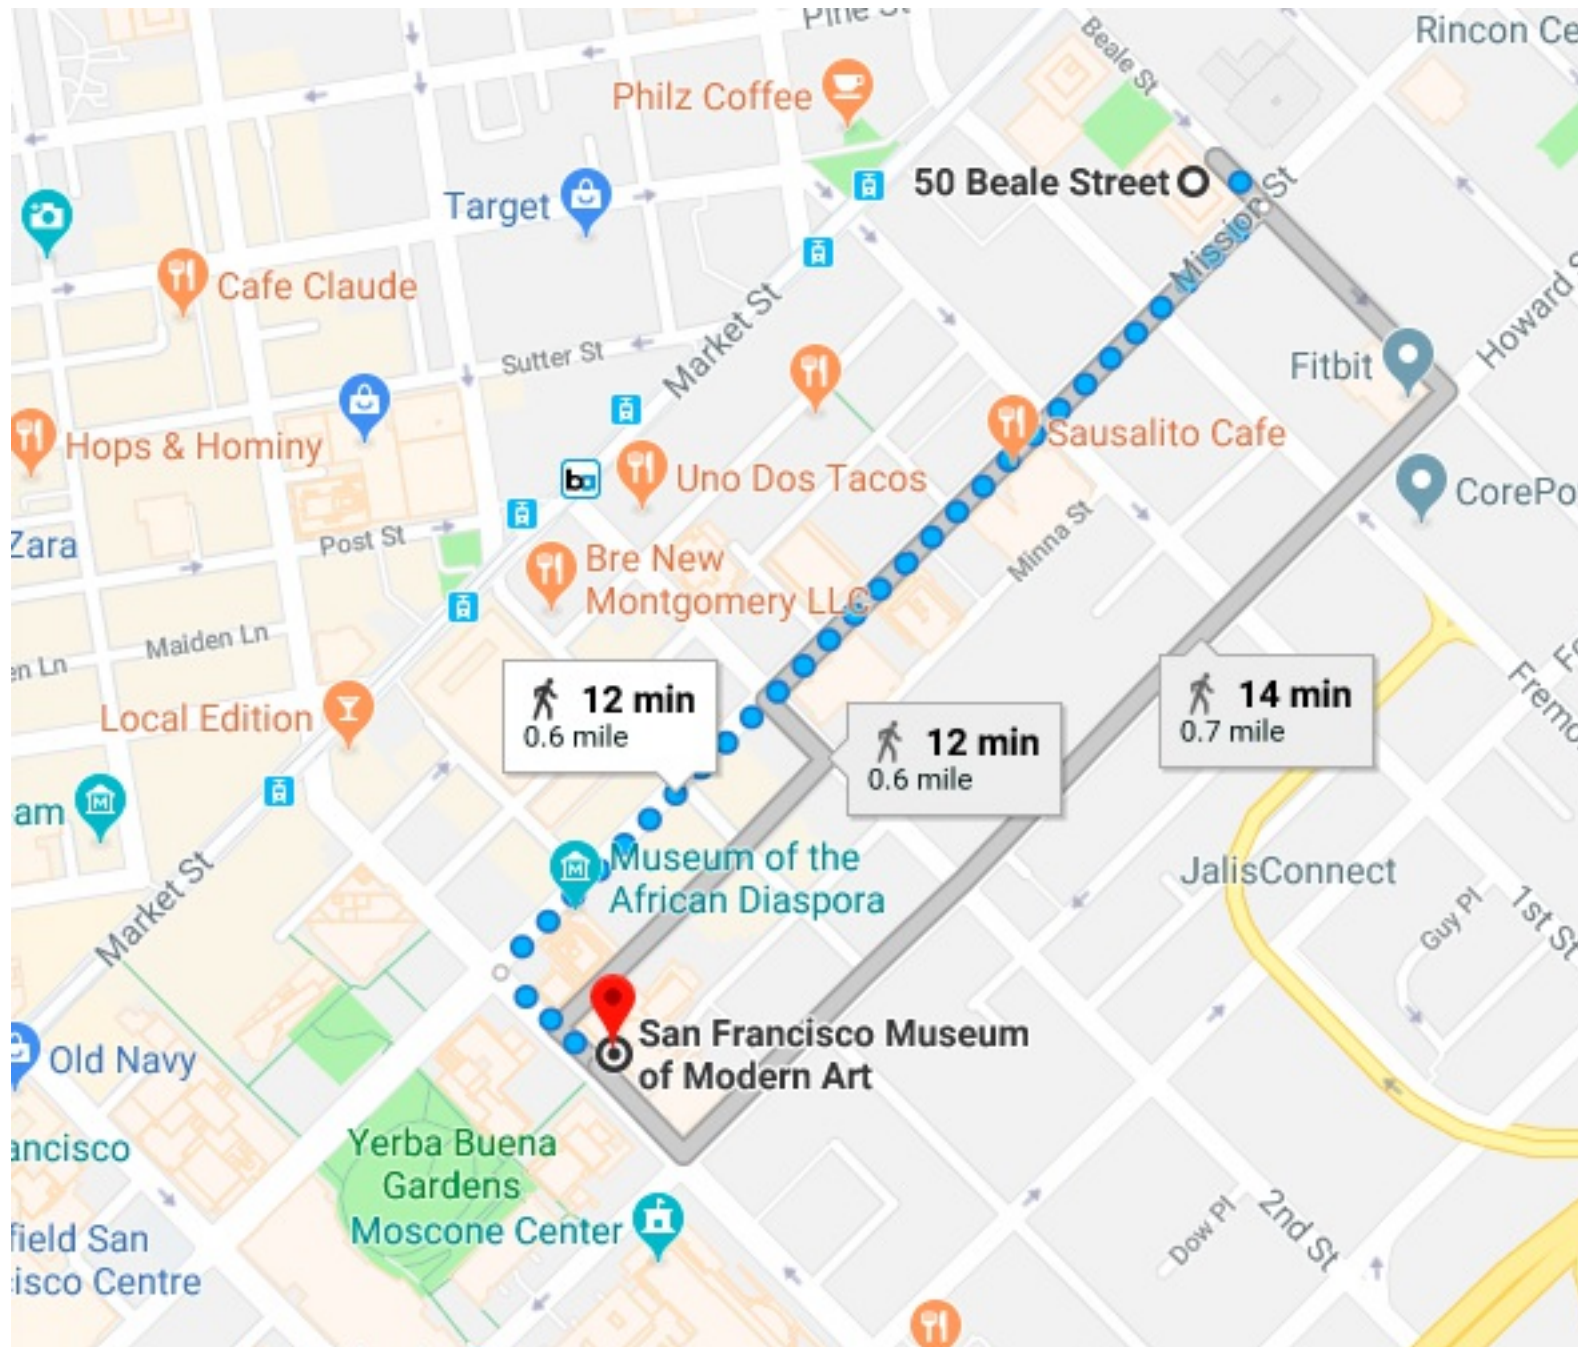 Pine St
Rincon Ce
Beale St
Philz Coffee
50 Beale Street
Mission St
Target
Cafe Claude
Market St
Howard S
Sutter St
Fitbit
Hops & Hominy
Sausalito Cafe
Uno Dos Tacos
CorePo
Zara
Post St
Minna St
Bre New
Montgomery LLC
Maiden Ln
en Ln
Fremo
12 min
0.6 mile
14 min
0.7 mile
Local Edition
12 min
0.6 mile
am
Museum of the
African Diaspora
JalisConnect
Market St
Guy Pl
1st St
San Francisco Museum
of Modern Art
Old Navy
ancisco
Yerba Buena
Gardens
Moscone Center
Dow Pl
2nd St
field San
cisco Centre